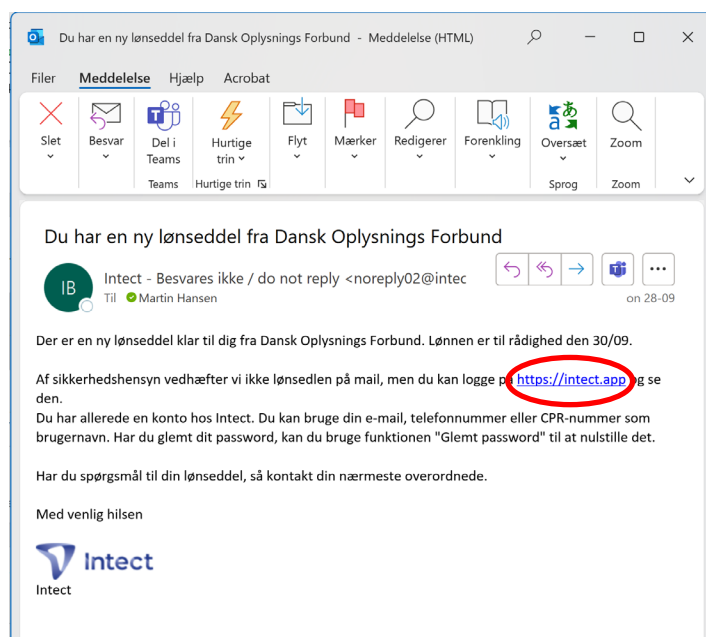 Du har en ny lønseddel fra Dansk Oplysnings Forbund - Meddelelse (HTML)
Filer Meddelelse Hjælp Acrobat
Slet Besvar Del i Teams Hurtige trin Flyt Mærker Redigerer Forenkling Oversæt Zoom
Teams Hurtige trin Sprog Zoom
Du har en ny lønseddel fra Dansk Oplysnings Forbund
IB
Intect - Besvares ikke / do not reply <noreply02@intec
Til Martin Hansen on 28-09
Der er en ny lønseddel klar til dig fra Dansk Oplysnings Forbund. Lønnen er til rådighed den 30/09.
Af sikkerhedshensyn vedhæfter vi ikke lønsedlen på mail, men du kan logge på https://intect.app og se
den.
Du har allerede en konto hos Intect. Du kan bruge din e-mail, telefonnummer eller CPR-nummer som
brugernavn. Har du glemt dit password, kan du bruge funktionen "Glemt password" til at nulstille det.
Har du spørgsmål til din lønseddel, så kontakt din nærmeste overordnede.
Med venlig hilsen
Intect
Intect